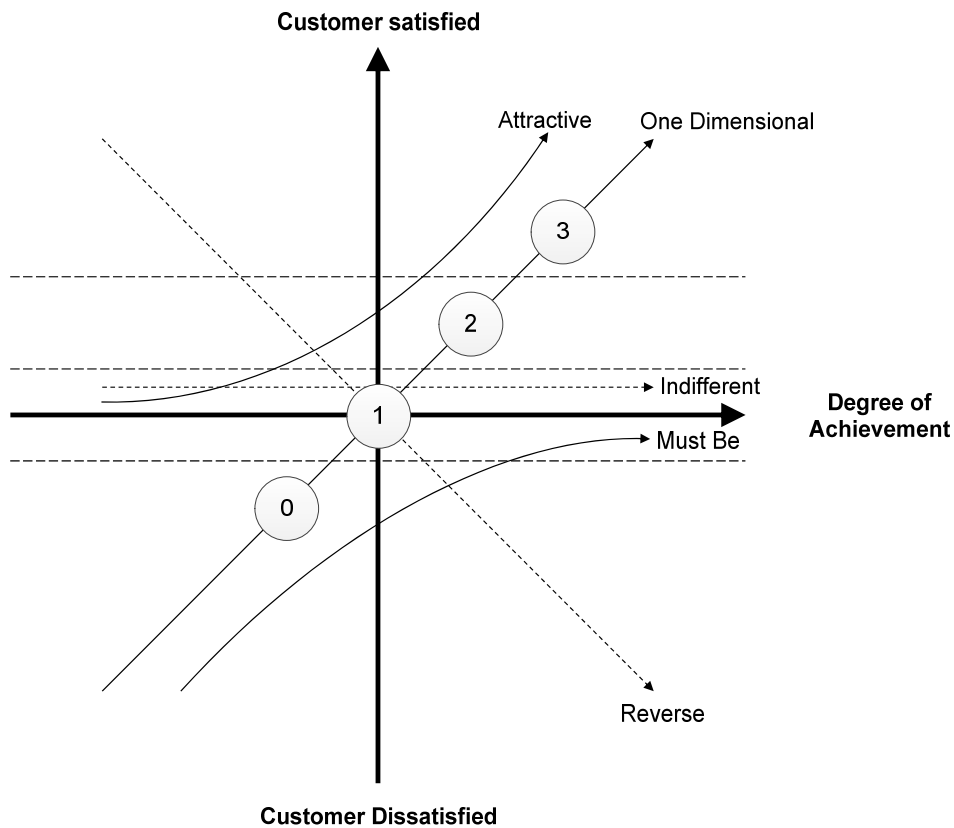 Customer satisfied
Attractive
One Dimensional
3
2
Indifferent
Degree of
Achievement
1
Must Be
0
Reverse
Customer Dissatisfied